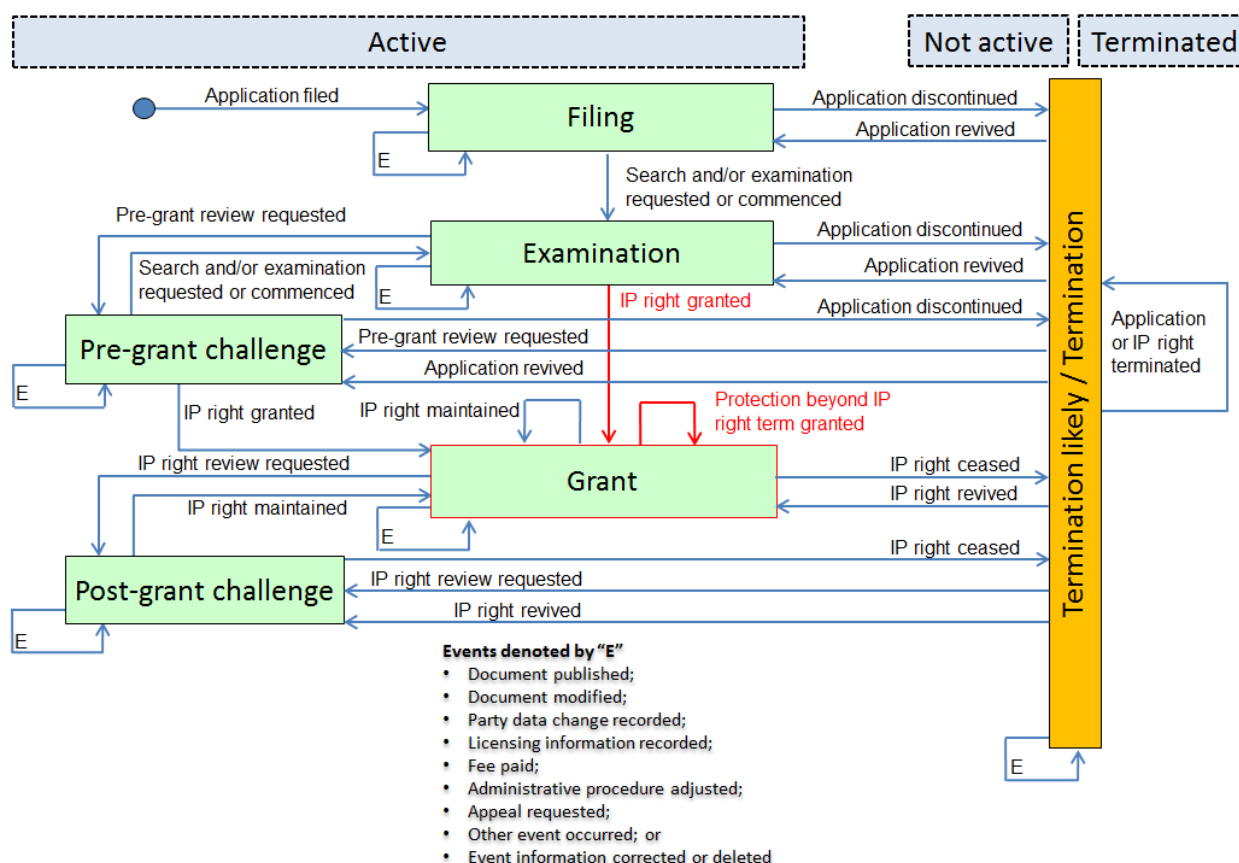 Active
Not active
Terminated
Application filed
Filing
Application discontinued
Application revived
E
Search and/or examination
requested or commenced
Pre-grant review requested
Examination
Application discontinued
Application revived
Search and/or examination
requested or commenced
E
IP right granted
Application discontinued
Pre-grant challenge
Pre-grant review requested
Application revived
E
Application
or IP right
terminated
Termination likely / Termination
IP right granted
IP right maintained
Protection beyond IP
right term granted
IP right review requested
Grant
IP right ceased
IP right revived
IP right maintained
E
IP right ceased
Post-grant challenge
IP right review requested
IP right revived
E
Events denoted by “E”
• Document published;
• Document modified;
• Party data change recorded;
• Licensing information recorded;
• Fee paid;
• Administrative procedure adjusted;
• Appeal requested;
• Other event occurred; or
• Event information corrected or deleted
E